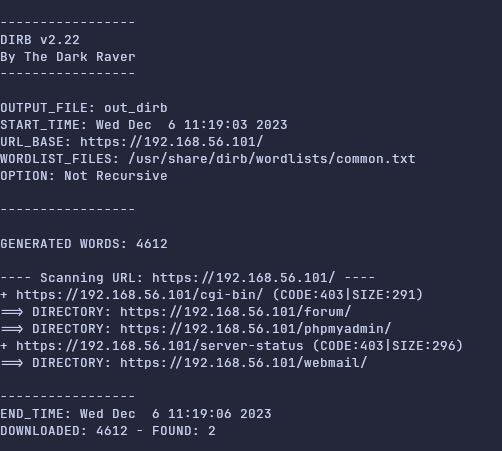 -----------------
DIRB v2.22
By The Dark Raver
-----------------
OUTPUT_FILE: out_dirb
START_TIME: Wed Dec  6 11:19:03 2023
URL_BASE: https://192.168.56.101/
WORDLIST_FILES: /usr/share/dirb/wordlists/common.txt
OPTION: Not Recursive
-----------------
GENERATED WORDS: 4612
---- Scanning URL: https://192.168.56.101/ ----
+ https://192.168.56.101/cgi-bin/ (CODE:403|SIZE:291)
==> DIRECTORY: https://192.168.56.101/forum/
==> DIRECTORY: https://192.168.56.101/phpmyadmin/
+ https://192.168.56.101/server-status (CODE:403|SIZE:296)
==> DIRECTORY: https://192.168.56.101/webmail/
-----------------
END_TIME: Wed Dec  6 11:19:06 2023
DOWNLOADED: 4612 - FOUND: 2